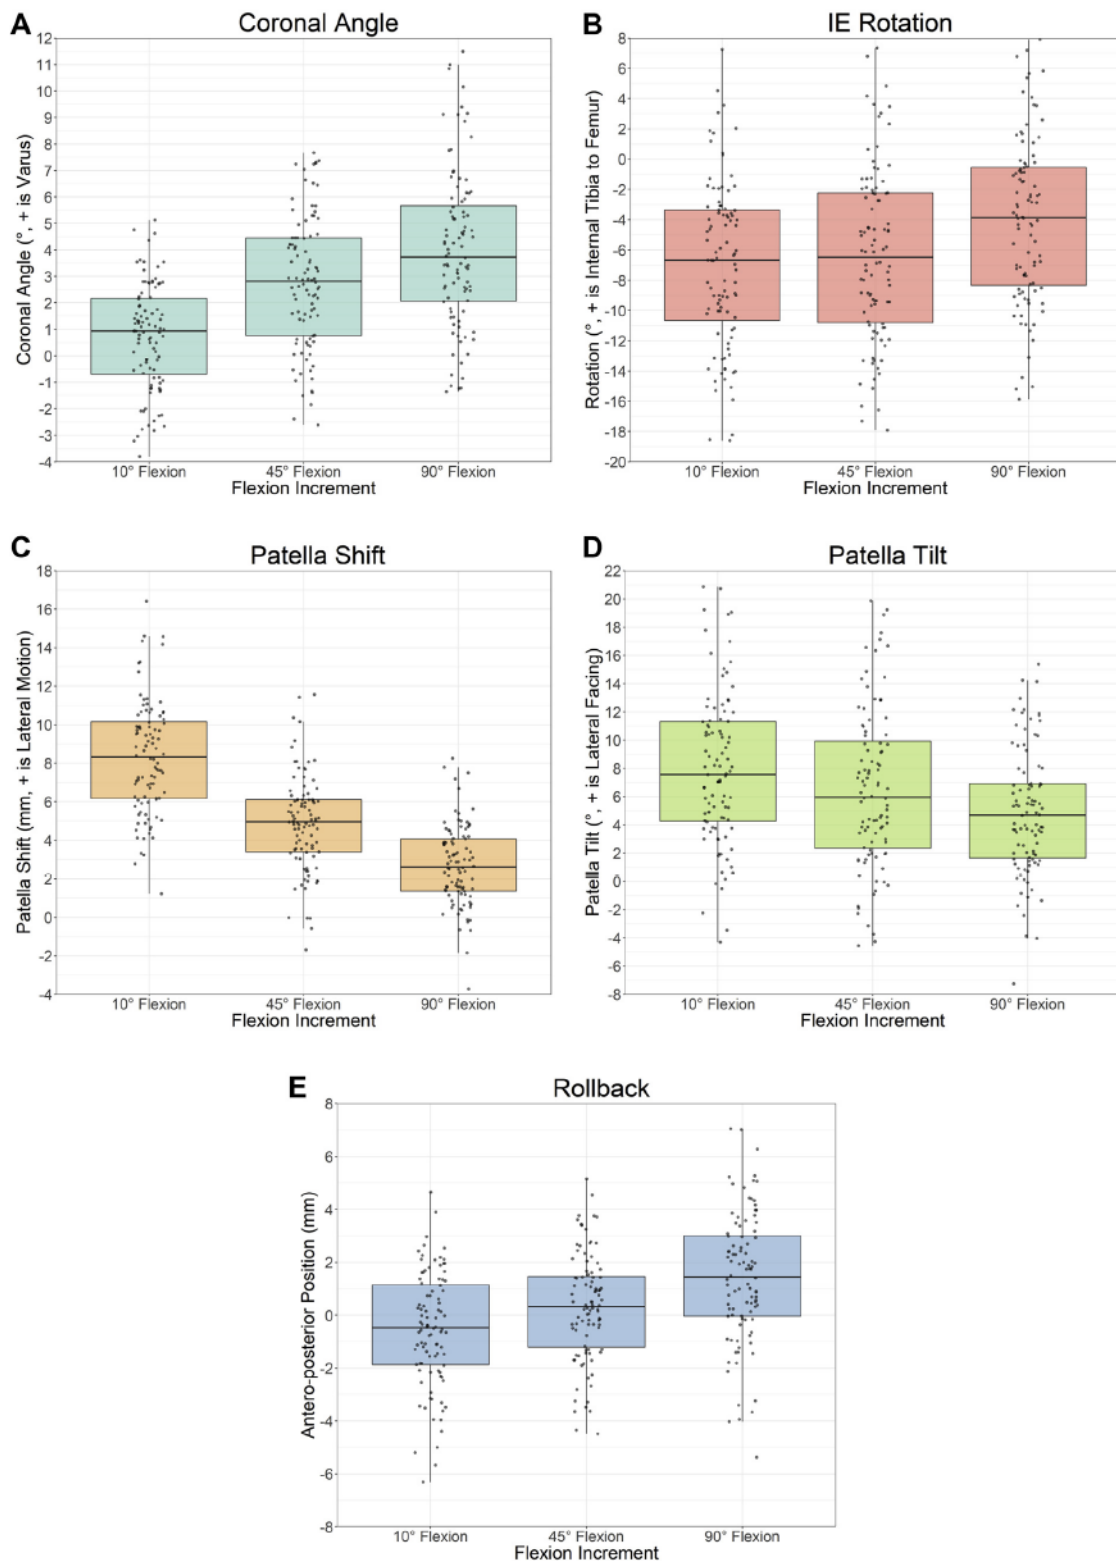 A
Coronal Angle
Coronal Angle (°, + is Varus)
12
11
10
9
8
7
6
5
4
3
2
1
0
-1
-2
-3
-4
10° Flexion
45° Flexion
90° Flexion
Flexion Increment
B
IE Rotation
Rotation (°, + is Internal Tibia to Femur)
8
6
4
2
0
-2
-4
-6
-8
-10
-12
-14
-16
-18
-20
10° Flexion
45° Flexion
90° Flexion
Flexion Increment
C
Patella Shift
Patella Shift (mm, + is Lateral Motion)
18
16
14
12
10
8
6
4
2
0
-2
-4
10° Flexion
45° Flexion
90° Flexion
Flexion Increment
D
Patella Tilt
Patella Tilt (°, + is Lateral Facing)
22
20
18
16
14
12
10
8
6
4
2
0
-2
-4
-6
-8
10° Flexion
45° Flexion
90° Flexion
Flexion Increment
E
Rollback
Antero-posterior Position (mm)
8
6
4
2
0
-2
-4
-6
-8
10° Flexion
45° Flexion
90° Flexion
Flexion Increment